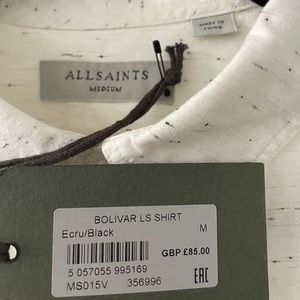 MADE IN
CHINA
ALLSAINTS
MEDIUM
BOLIVAR LS SHIRT
Ecru/Black M
GBP £85.00
5 057055 995169
MS015V 356996
EAC